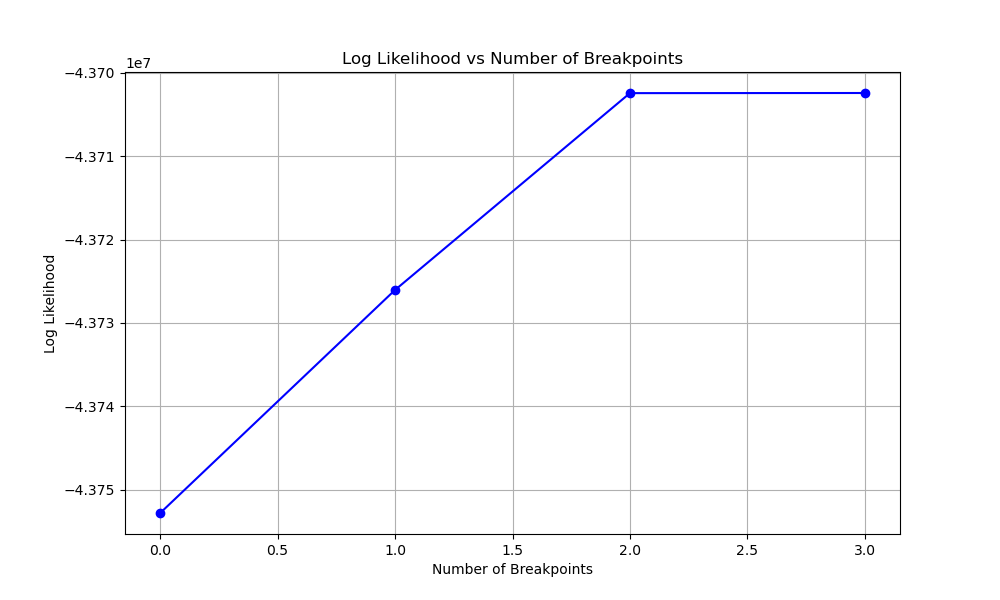 Log Likelihood vs Number of Breakpoints
1e7
−4.370
−4.371
−4.372
−4.373
−4.374
−4.375
Log Likelihood
0.0 0.5 1.0 1.5 2.0 2.5 3.0
Number of Breakpoints